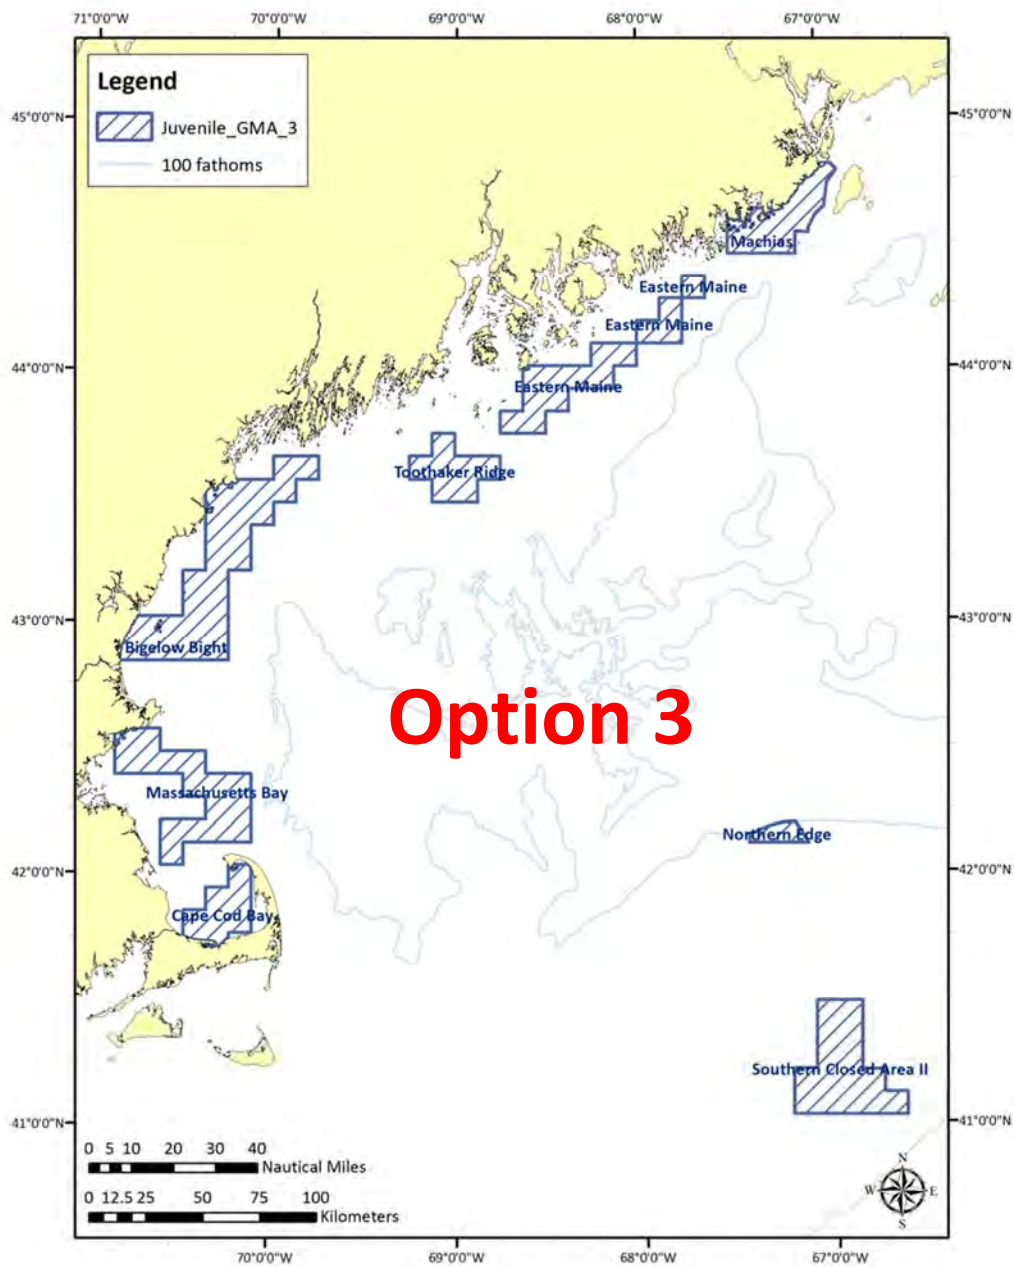 71°0'0"W 70°0'0"W 69°0'0"W 68°0'0"W 67°0'0"W
Legend
Juvenile_GMA_3
100 fathoms
45°0'0"N 45°0'0"N
Machias
Eastern Maine
Eastern Maine
44°0'0"N 44°0'0"N
Eastern Maine
Toothaker Ridge
43°0'0"N 43°0'0"N
Bigelow Bight
Option 3
Massachusetts Bay
Northern Edge
42°0'0"N 42°0'0"N
Cape Cod Bay
Southern Closed Area II
41°0'0"N 41°0'0"N
0 5 10 20 30 40
Nautical Miles
0 12.5 25 50 75 100
Kilometers
N
W E
S
70°0'0"W 69°0'0"W 68°0'0"W 67°0'0"W